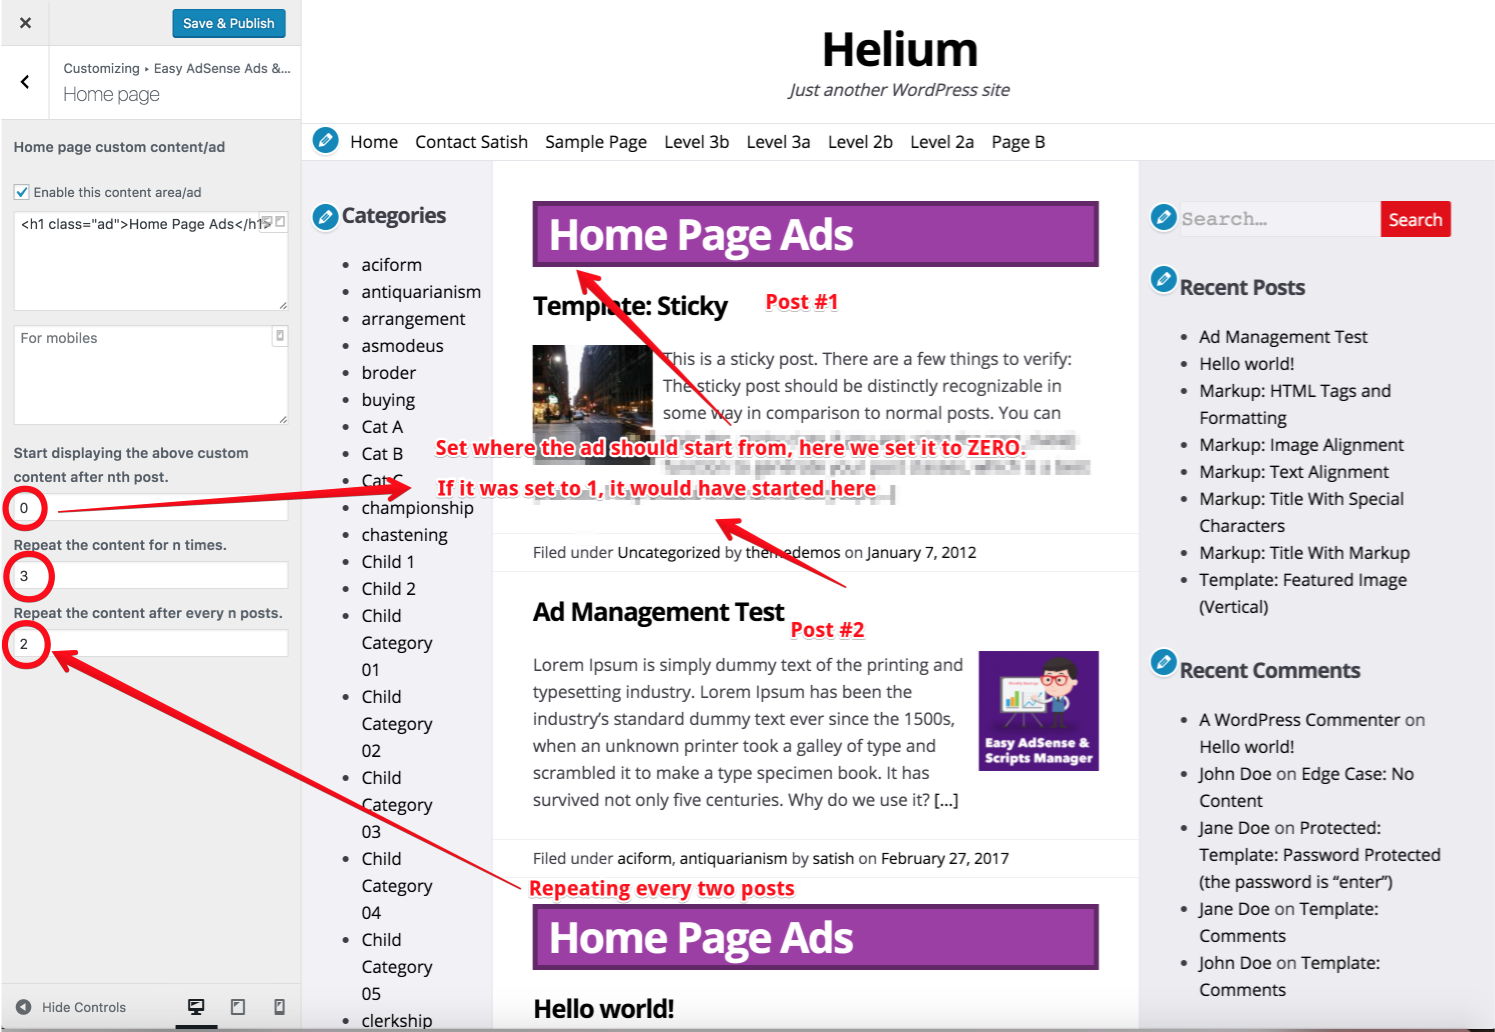 Save & Publish
Customizing ▸ Easy AdSense Ads &...
Home page
Home page custom content/ad
Enable this content area/ad
<h1 class="ad">Home Page Ads</h1>
For mobiles
Start displaying the above custom
content after nth post.
0
Repeat the content for n times.
3
Repeat the content after every n posts.
2
Hide Controls
Helium
Just another WordPress site
Home Contact Satish Sample Page Level 3b Level 3a Level 2b Level 2a Page B
Categories
aciform
antiquarianism
arrangement
asmodeus
broder
buying
Cat A
Cat B
Cat C
championship
chastening
Child 1
Child 2
Child
Category
01
Child
Category
02
Child
Category
03
Child
Category
04
Child
Category
05
clerkship
Home Page Ads
Template: Sticky
Post #1
This is a sticky post. There are a few things to verify:
The sticky post should be distinctly recognizable in
some way in comparison to normal posts. You can
Set where the ad should start from, here we set it to ZERO.
If it was set to 1, it would have started here
Filed under Uncategorized by themedemos on January 7, 2012
Ad Management Test
Post #2
Lorem Ipsum is simply dummy text of the printing and
typesetting industry. Lorem Ipsum has been the
industry’s standard dummy text ever since the 1500s,
when an unknown printer took a galley of type and
scrambled it to make a type specimen book. It has
survived not only five centuries. Why do we use it? [...]
Easy AdSense &
Scripts Manager
Filed under aciform, antiquarianism by satish on February 27, 2017
Repeating every two posts
Home Page Ads
Hello world!
Search...
Search
Recent Posts
Ad Management Test
Hello world!
Markup: HTML Tags and
Formatting
Markup: Image Alignment
Markup: Text Alignment
Markup: Title With Special
Characters
Markup: Title With Markup
Template: Featured Image
(Vertical)
Recent Comments
A WordPress Commenter on
Hello world!
John Doe on Edge Case: No
Content
Jane Doe on Protected:
Template: Password Protected
(the password is “enter”)
Jane Doe on Template:
Comments
John Doe on Template:
Comments